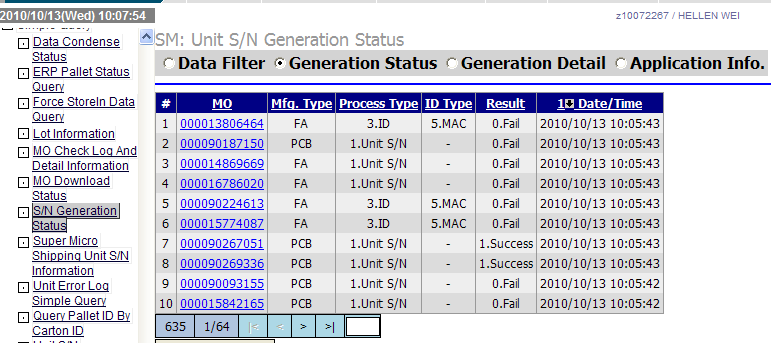 2010/10/13(Wed) 10:07:54
z10072267 / HELLEN WEI
Data Condense
Status
ERP Pallet Status
Query
Force StoreIn Data
Query
Lot Information
MO Check Log And
Detail Information
MO Download
Status
S/N Generation
Status
Super Micro
Shipping Unit S/N
Information
Unit Error Log
Simple Query
Query Pallet ID By
Carton ID
SM: Unit S/N Generation Status
Data Filter Generation Status Generation Detail Application Info.
# MO Mfg. Type Process Type ID Type Result 1 Date/Time
1 000013806464 FA 3.ID 5.MAC 0.Fail 2010/10/13 10:05:43
2 000090187150 PCB 1.Unit S/N - 0.Fail 2010/10/13 10:05:43
3 000014869669 FA 1.Unit S/N - 0.Fail 2010/10/13 10:05:43
4 000016786020 FA 1.Unit S/N - 0.Fail 2010/10/13 10:05:43
5 000090224613 FA 3.ID 5.MAC 0.Fail 2010/10/13 10:05:43
6 000015774087 FA 3.ID 5.MAC 0.Fail 2010/10/13 10:05:43
7 000090267051 PCB 1.Unit S/N - 1.Success 2010/10/13 10:05:43
8 000090269336 PCB 1.Unit S/N - 1.Success 2010/10/13 10:05:43
9 000090093155 PCB 1.Unit S/N - 0.Fail 2010/10/13 10:05:42
10 000015842165 PCB 1.Unit S/N - 0.Fail 2010/10/13 10:05:42
635 1/64 |< < > >|